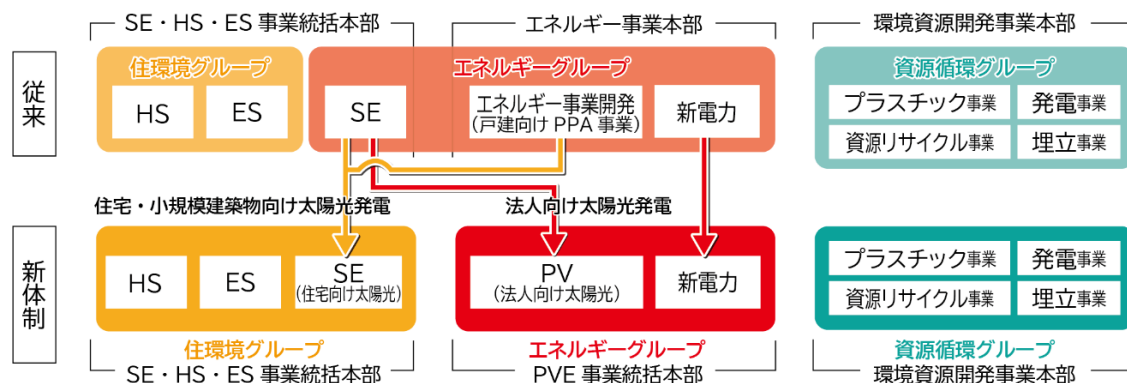 SE・HS・ES 事業統括本部
エネルギー事業本部
環境資源開発事業本部
従来
住環境グループ
エネルギーグループ
資源循環グループ
HS
ES
SE
エネルギー事業開発
(戸建向け PPA 事業)
新電力
プラスチック事業
発電事業
資源リサイクル事業
埋立事業
住宅・小規模建築物向け太陽光発電
法人向け太陽光発電
新体制
HS
ES
SE
(住宅向け太陽光)
PV
(法人向け太陽光)
新電力
プラスチック事業
発電事業
資源リサイクル事業
埋立事業
住環境グループ
エネルギーグループ
資源循環グループ
SE・HS・ES 事業統括本部
PVE 事業統括本部
環境資源開発事業本部